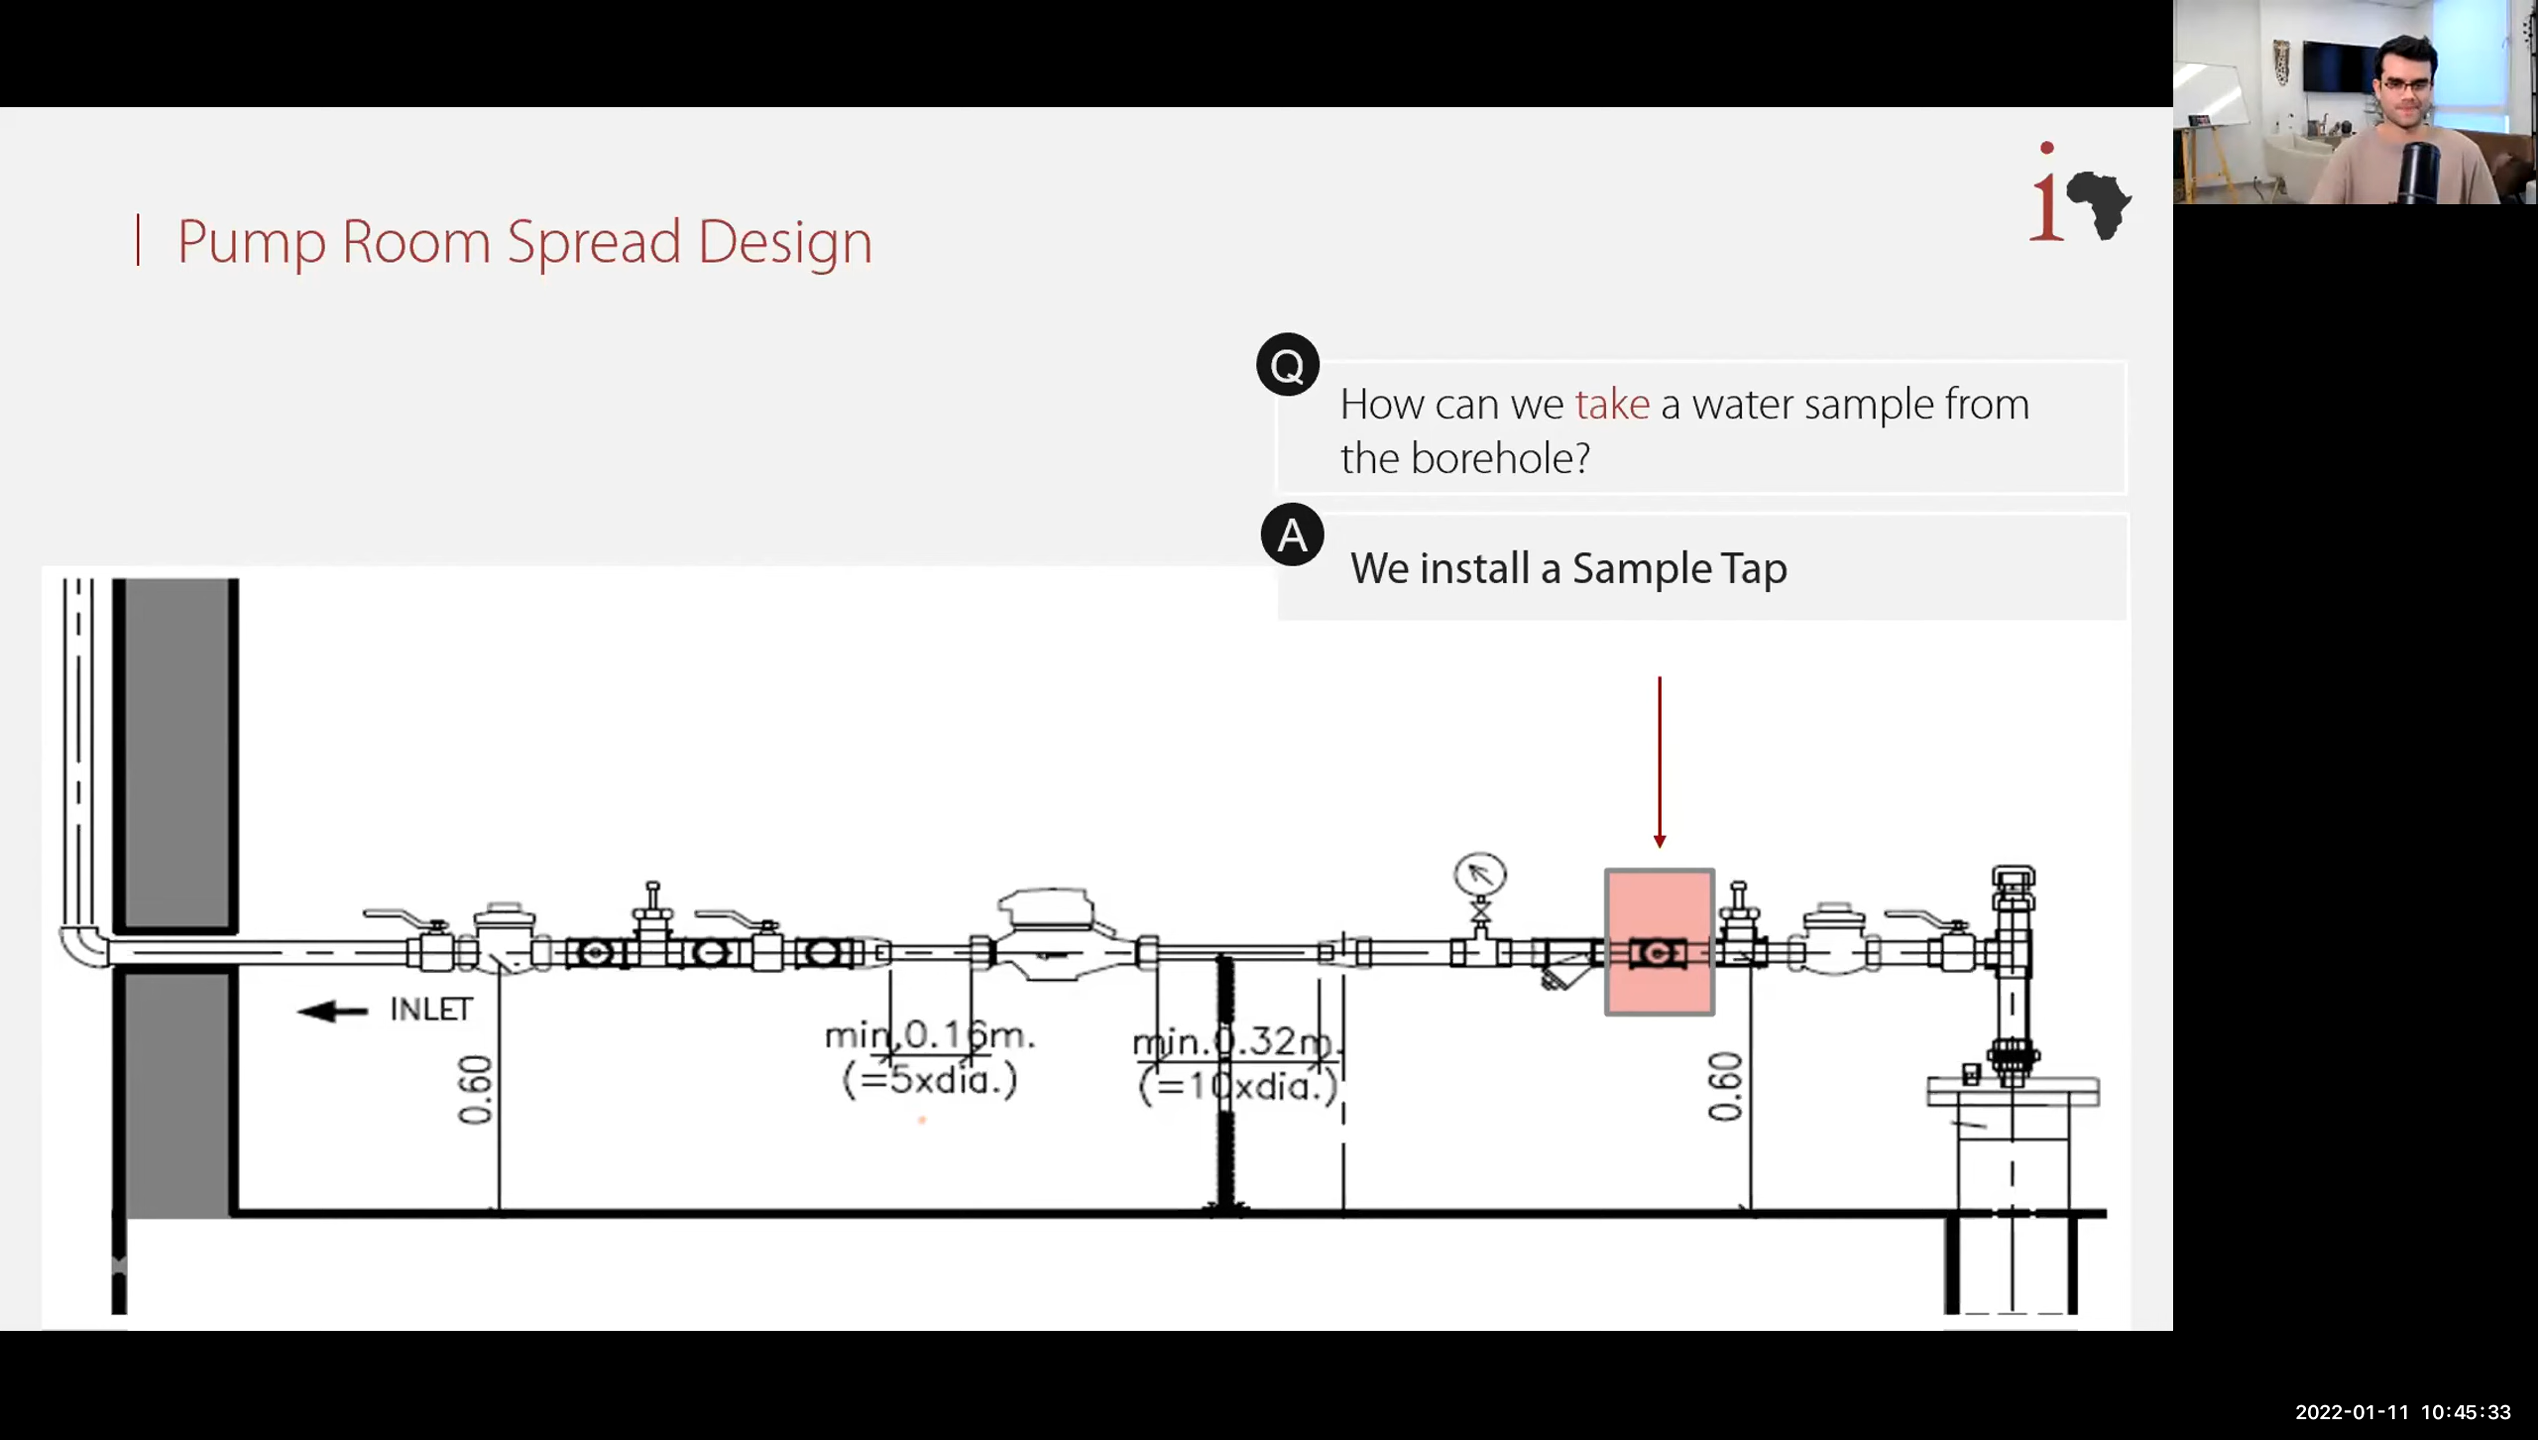 Pump Room Spread Design
i
Q
How can we take a water sample from
the borehole?
A
We install a Sample Tap
INLET
0.60
min.0.16m.
(=5xdia.)
min.0.32m.
(=10xdia.)
0.60
2022-01-11 10:45:33